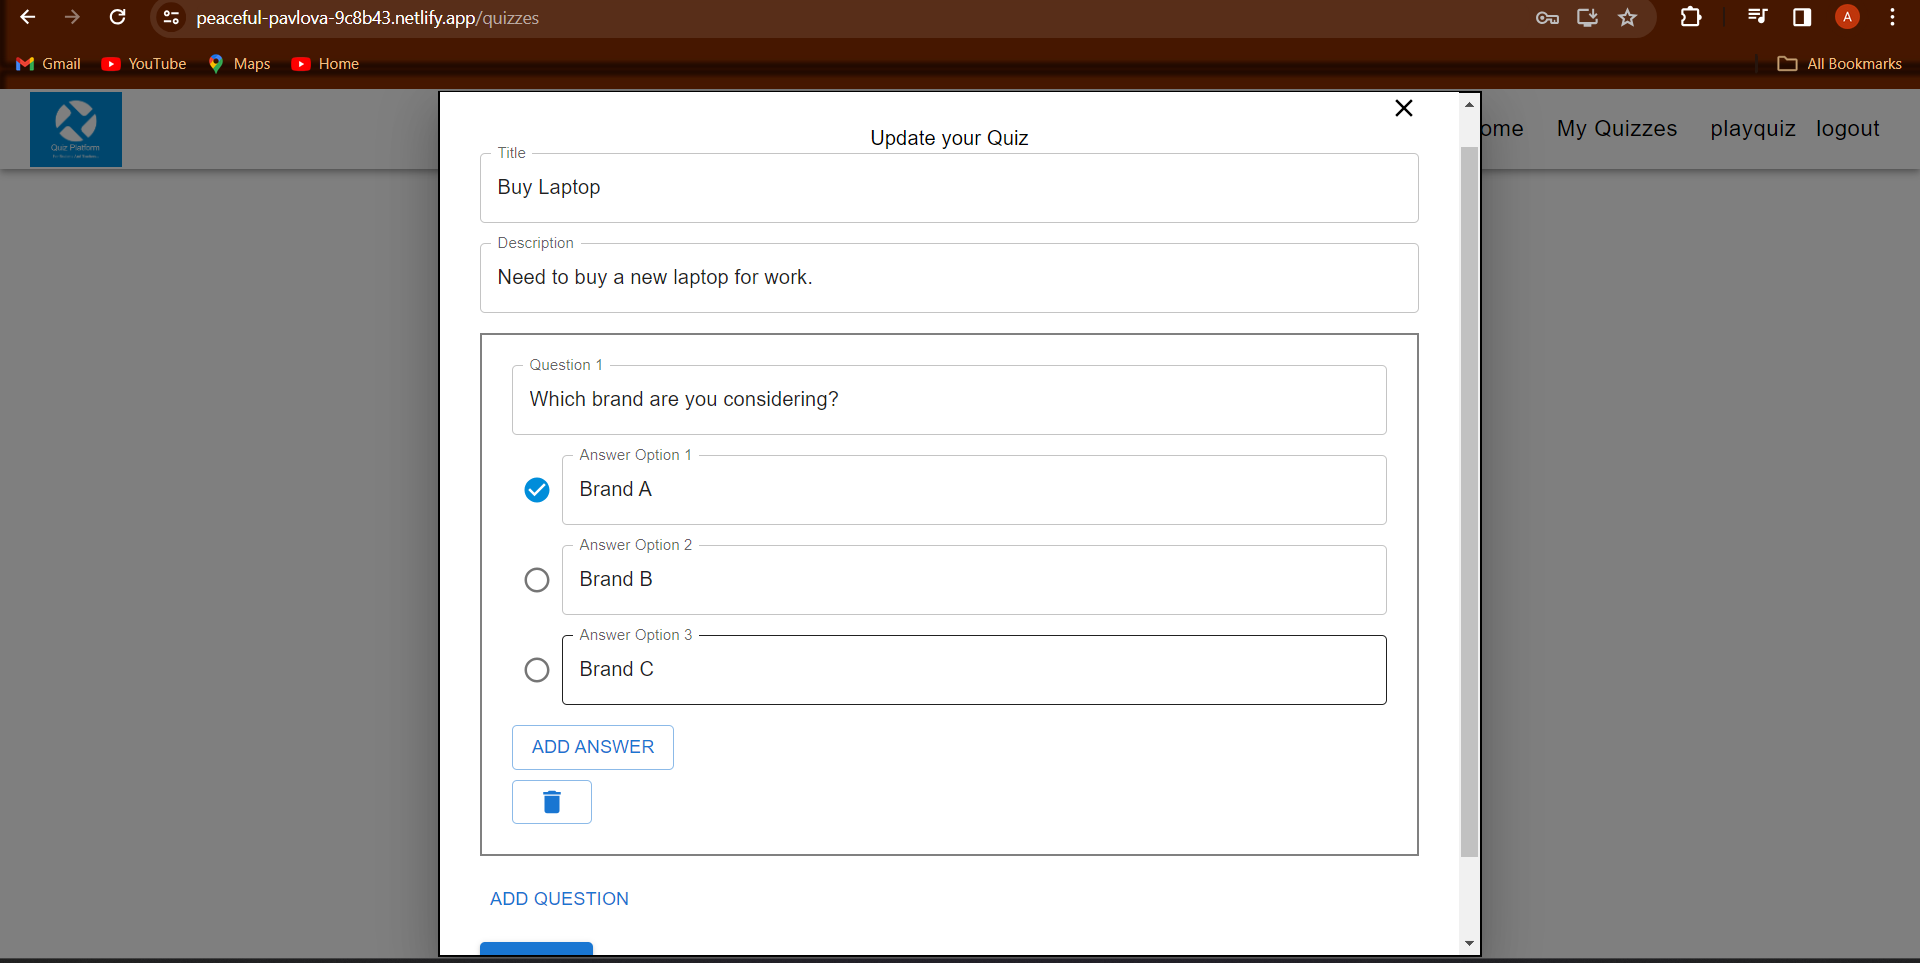 peaceful-pavlova-9c8b43.netlify.app/quizzes
A
Gmail YouTube Maps Home All Bookmarks
Quiz Platform
ome My Quizzes playquiz logout
Update your Quiz
Title
Buy Laptop
Description
Need to buy a new laptop for work.
Question 1
Which brand are you considering?
Answer Option 1
Brand A
Answer Option 2
Brand B
Answer Option 3
Brand C
ADD ANSWER
ADD QUESTION